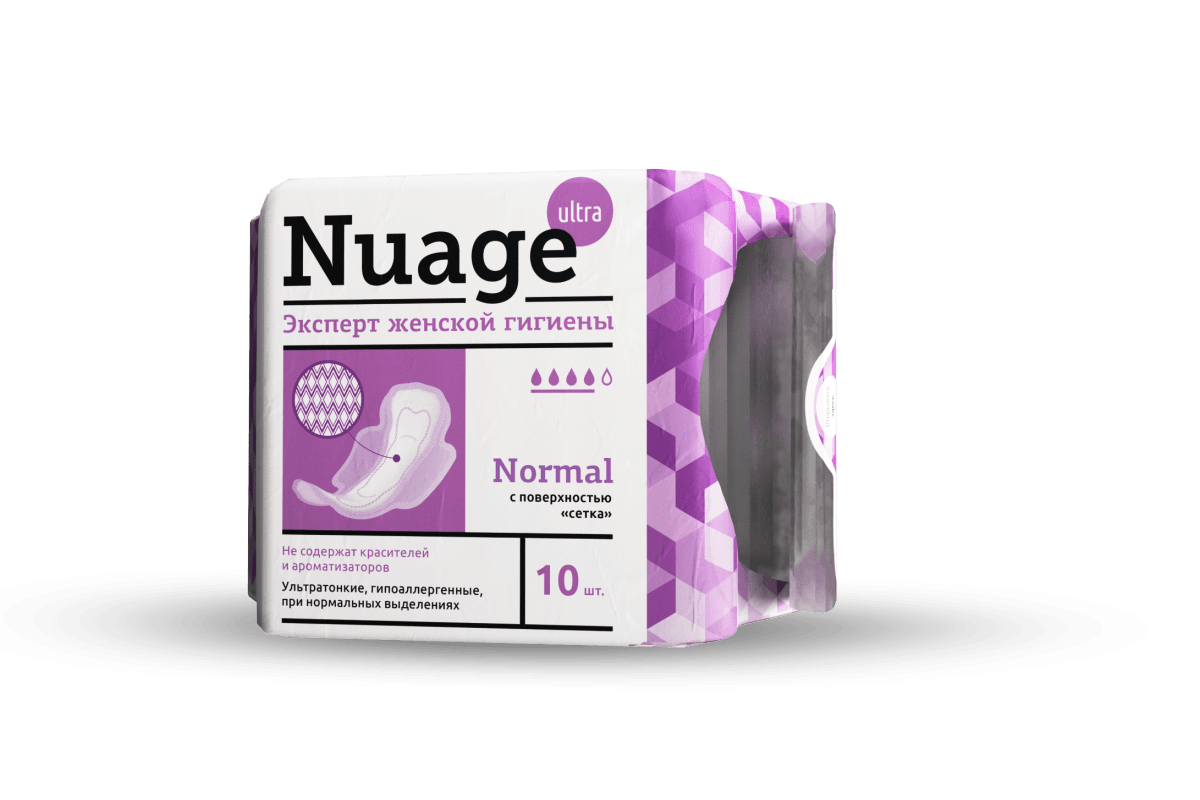 ultra
Nuage
Эксперт женской гигиены
Normal
с поверхностью
«сетка»
Не содержат красителей
и ароматизаторов
Ультратонкие, гипоаллергенные,
при нормальных выделениях
10 шт.